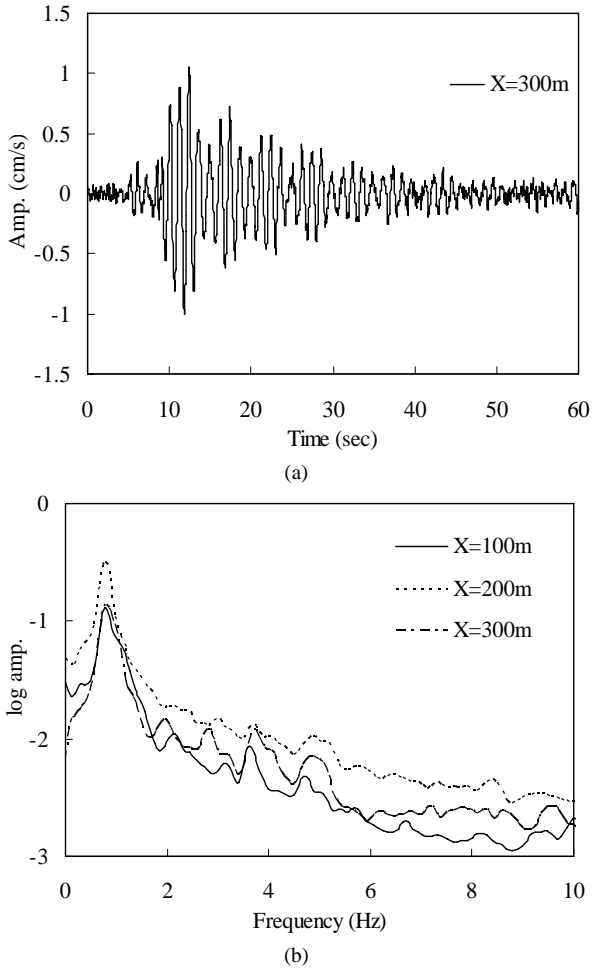 1.5
1
0.5
0
-0.5
-1
-1.5
Amp. (cm/s)
X=300m
0 10 20 30 40 50 60
Time (sec)
(a)
0
-1
-2
-3
log amp.
X=100m
X=200m
X=300m
0 2 4 6 8 10
Frequency (Hz)
(b)